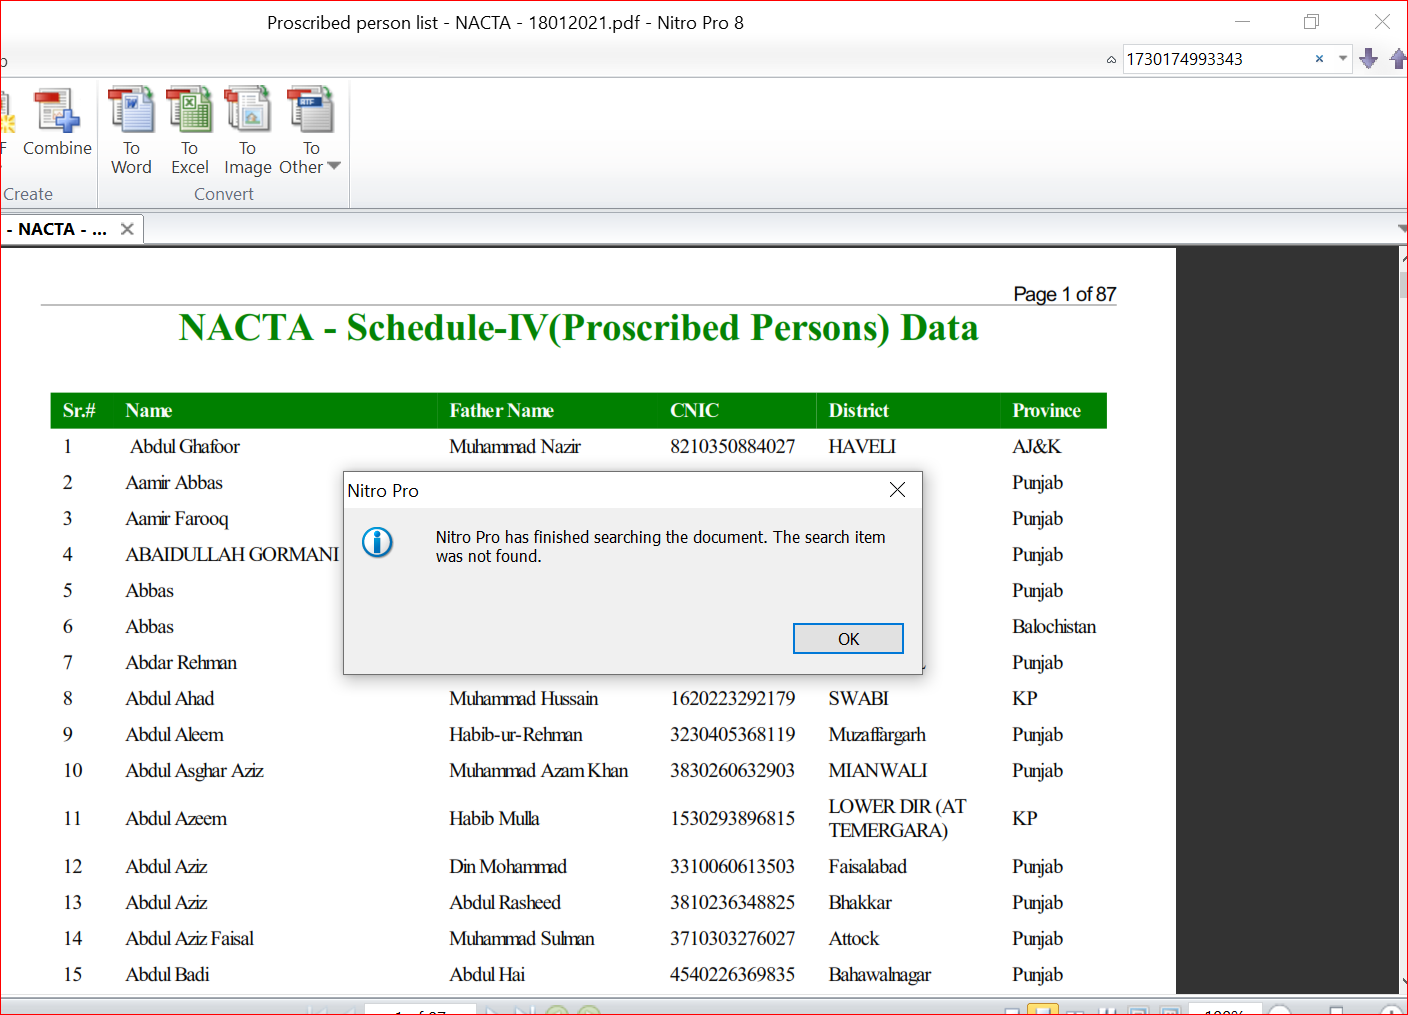 Proscribed person list - NACTA - 18012021.pdf - Nitro Pro 8
1730174993343
Combine
To Word
To Excel
To Image
To Other
Create
Convert
- NACTA - ...
Page 1 of 87
NACTA - Schedule-IV(Proscribed Persons) Data
Sr.# Name Father Name CNIC District Province
1 Abdul Ghafoor Muhammad Nazir 8210350884027 HAVELI AJ&K
2 Aamir Abbas Punjab
3 Aamir Farooq Punjab
4 ABAIDULLAH GORMANI Punjab
5 Abbas Punjab
6 Abbas Balochistan
7 Abdar Rehman Punjab
Nitro Pro
Nitro Pro has finished searching the document. The search item
was not found.
OK
8 Abdul Ahad Muhammad Hussain 1620223292179 SWABI KP
9 Abdul Aleem Habib-ur-Rehman 3230405368119 Muzaffargarh Punjab
10 Abdul Asghar Aziz Muhammad Azam Khan 3830260632903 MIANWALI Punjab
11 Abdul Azeem Habib Mulla 1530293896815 LOWER DIR (AT TEMERGARA) KP
12 Abdul Aziz Din Mohammad 3310060613503 Faisalabad Punjab
13 Abdul Aziz Abdul Rasheed 3810236348825 Bhakkar Punjab
14 Abdul Aziz Faisal Muhammad Sulman 3710303276027 Attock Punjab
15 Abdul Badi Abdul Hai 4540226369835 Bahawalnagar Punjab